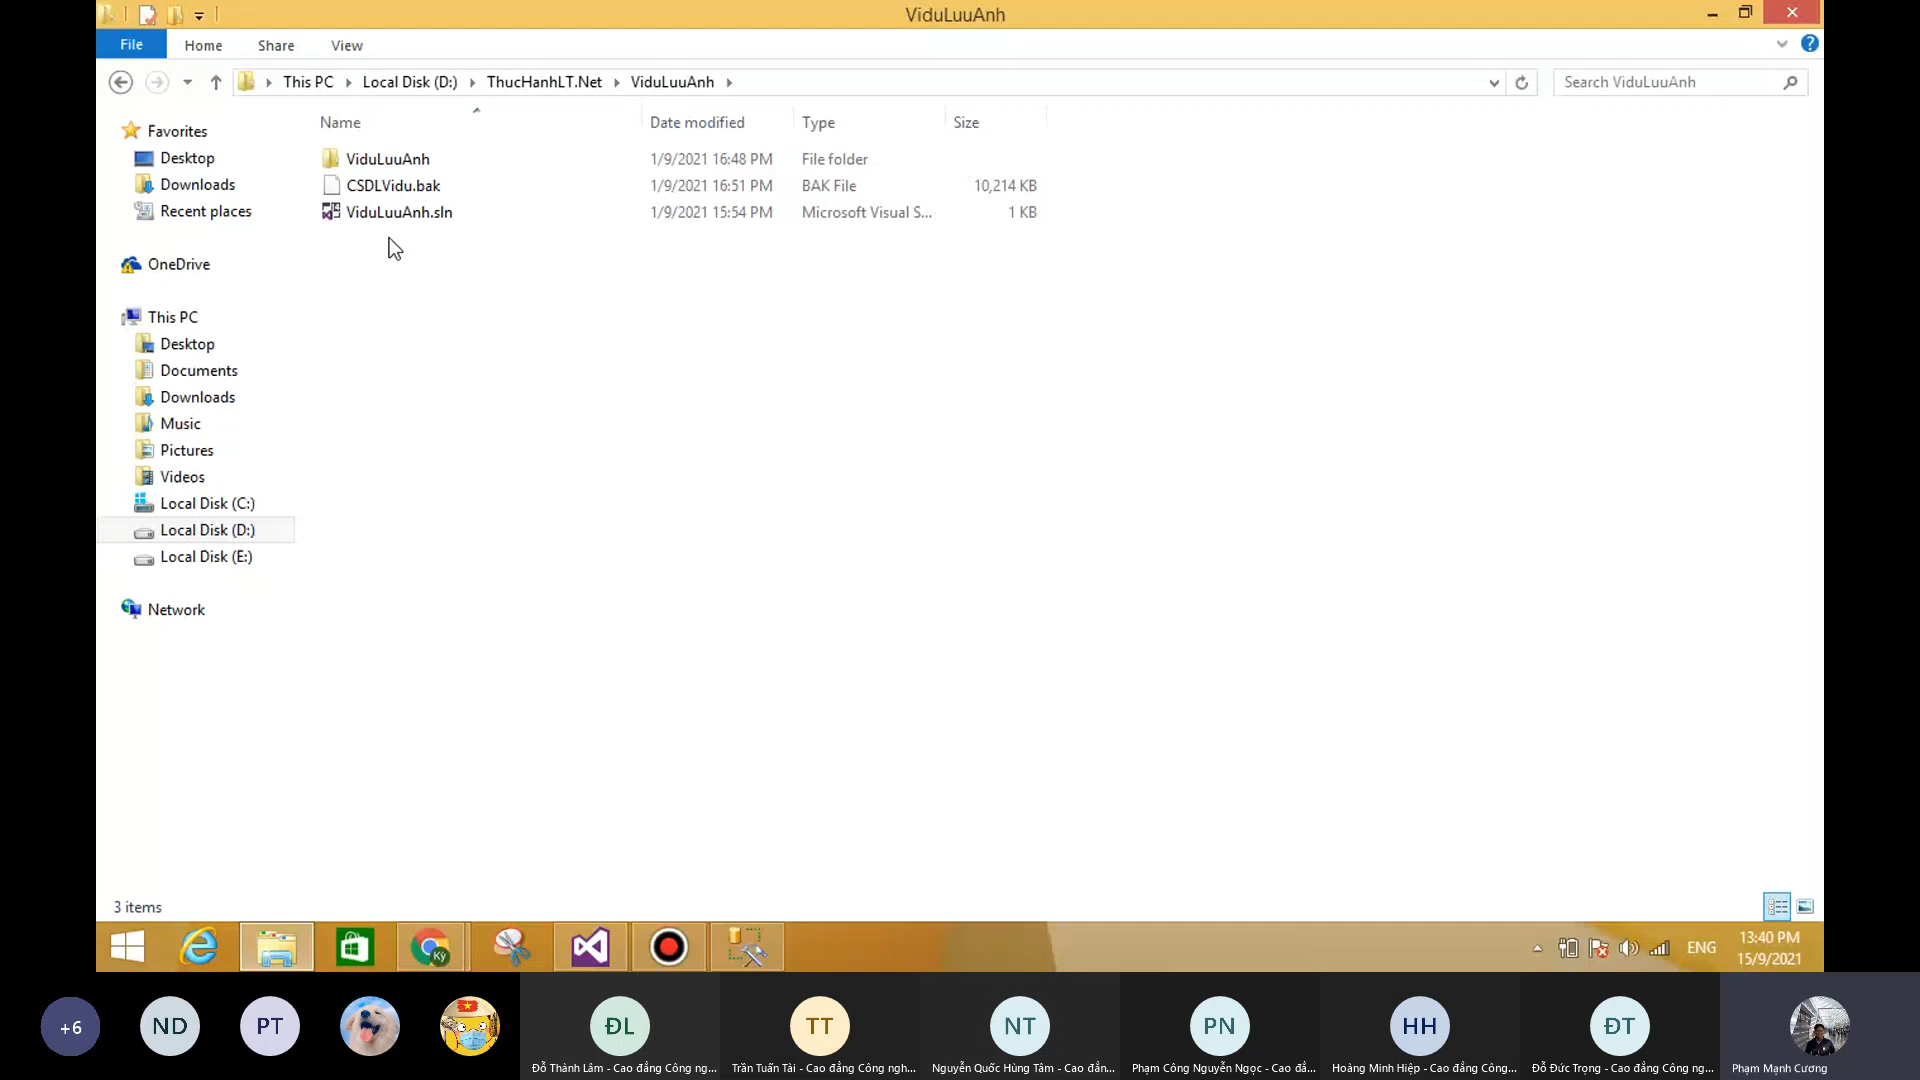 ViduLuuAnh
File Home Share View
This PC Local Disk (D:) ThucHanhLT.Net ViduLuuAnh
Search ViduLuuAnh
Name Date modified Type Size
ViduLuuAnh 1/9/2021 16:48 PM File folder
CSDLVidu.bak 1/9/2021 16:51 PM BAK File 10,214 KB
ViduLuuAnh.sln 1/9/2021 15:54 PM Microsoft Visual S... 1 KB
Favorites
Desktop
Downloads
Recent places
OneDrive
This PC
Desktop
Documents
Downloads
Music
Pictures
Videos
Local Disk (C:)
Local Disk (D:)
Local Disk (E:)
Network
3 items
Ký
ENG
13:40 PM
15/9/2021
+6 ND PT ĐL TT NT PN HH ĐT
Đỗ Thành Lâm - Cao đẳng Công ng...
Trần Tuấn Tài - Cao đẳng Công ngh...
Nguyễn Quốc Hùng Tâm - Cao đẳn...
Phạm Công Nguyễn Ngọc - Cao đẳ...
Hoàng Minh Hiệp - Cao đẳng Công...
Đỗ Đức Trọng - Cao đẳng Công ng...
Phạm Mạnh Cương